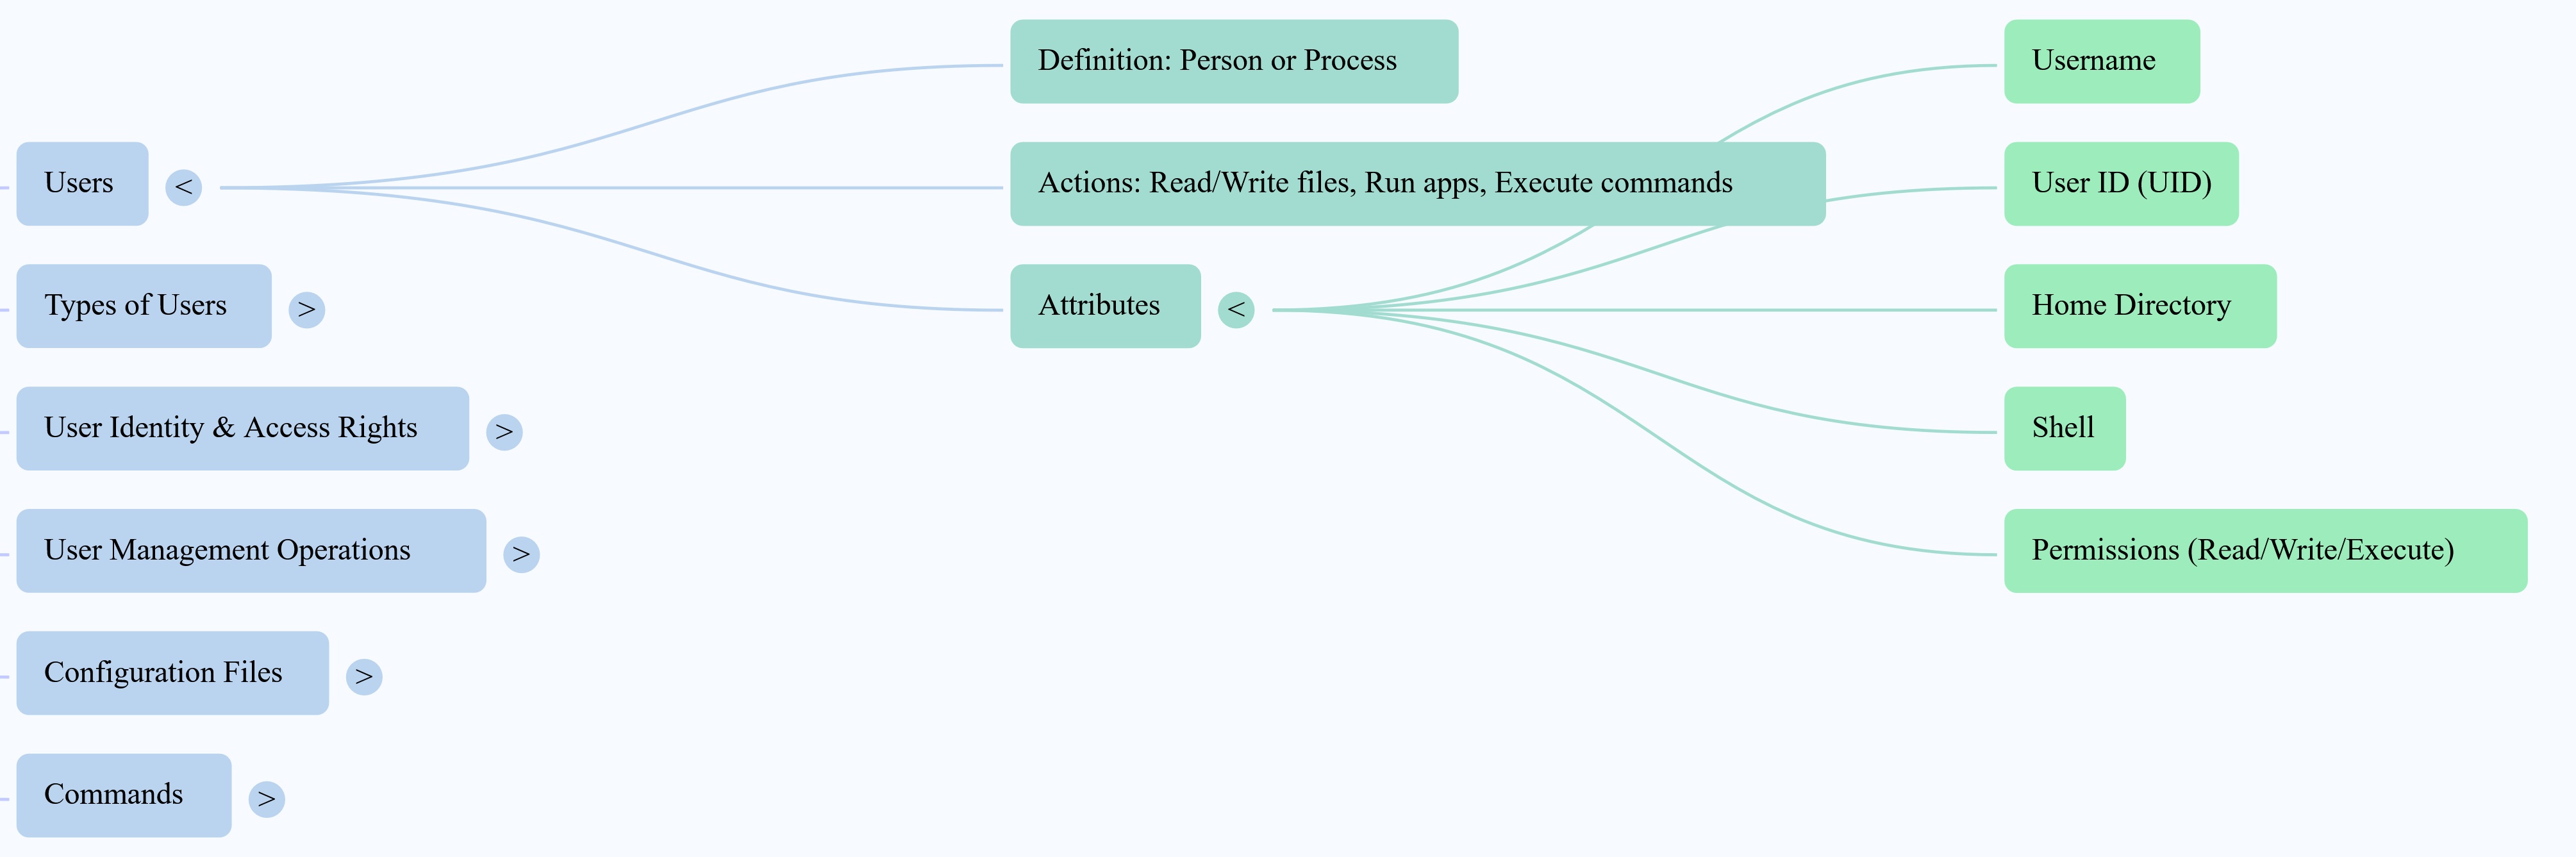 Users
<
Definition: Person or Process
Actions: Read/Write files, Run apps, Execute commands
Attributes
<
Username
User ID (UID)
Home Directory
Shell
Permissions (Read/Write/Execute)
Types of Users
>
User Identity & Access Rights
>
User Management Operations
>
Configuration Files
>
Commands
>